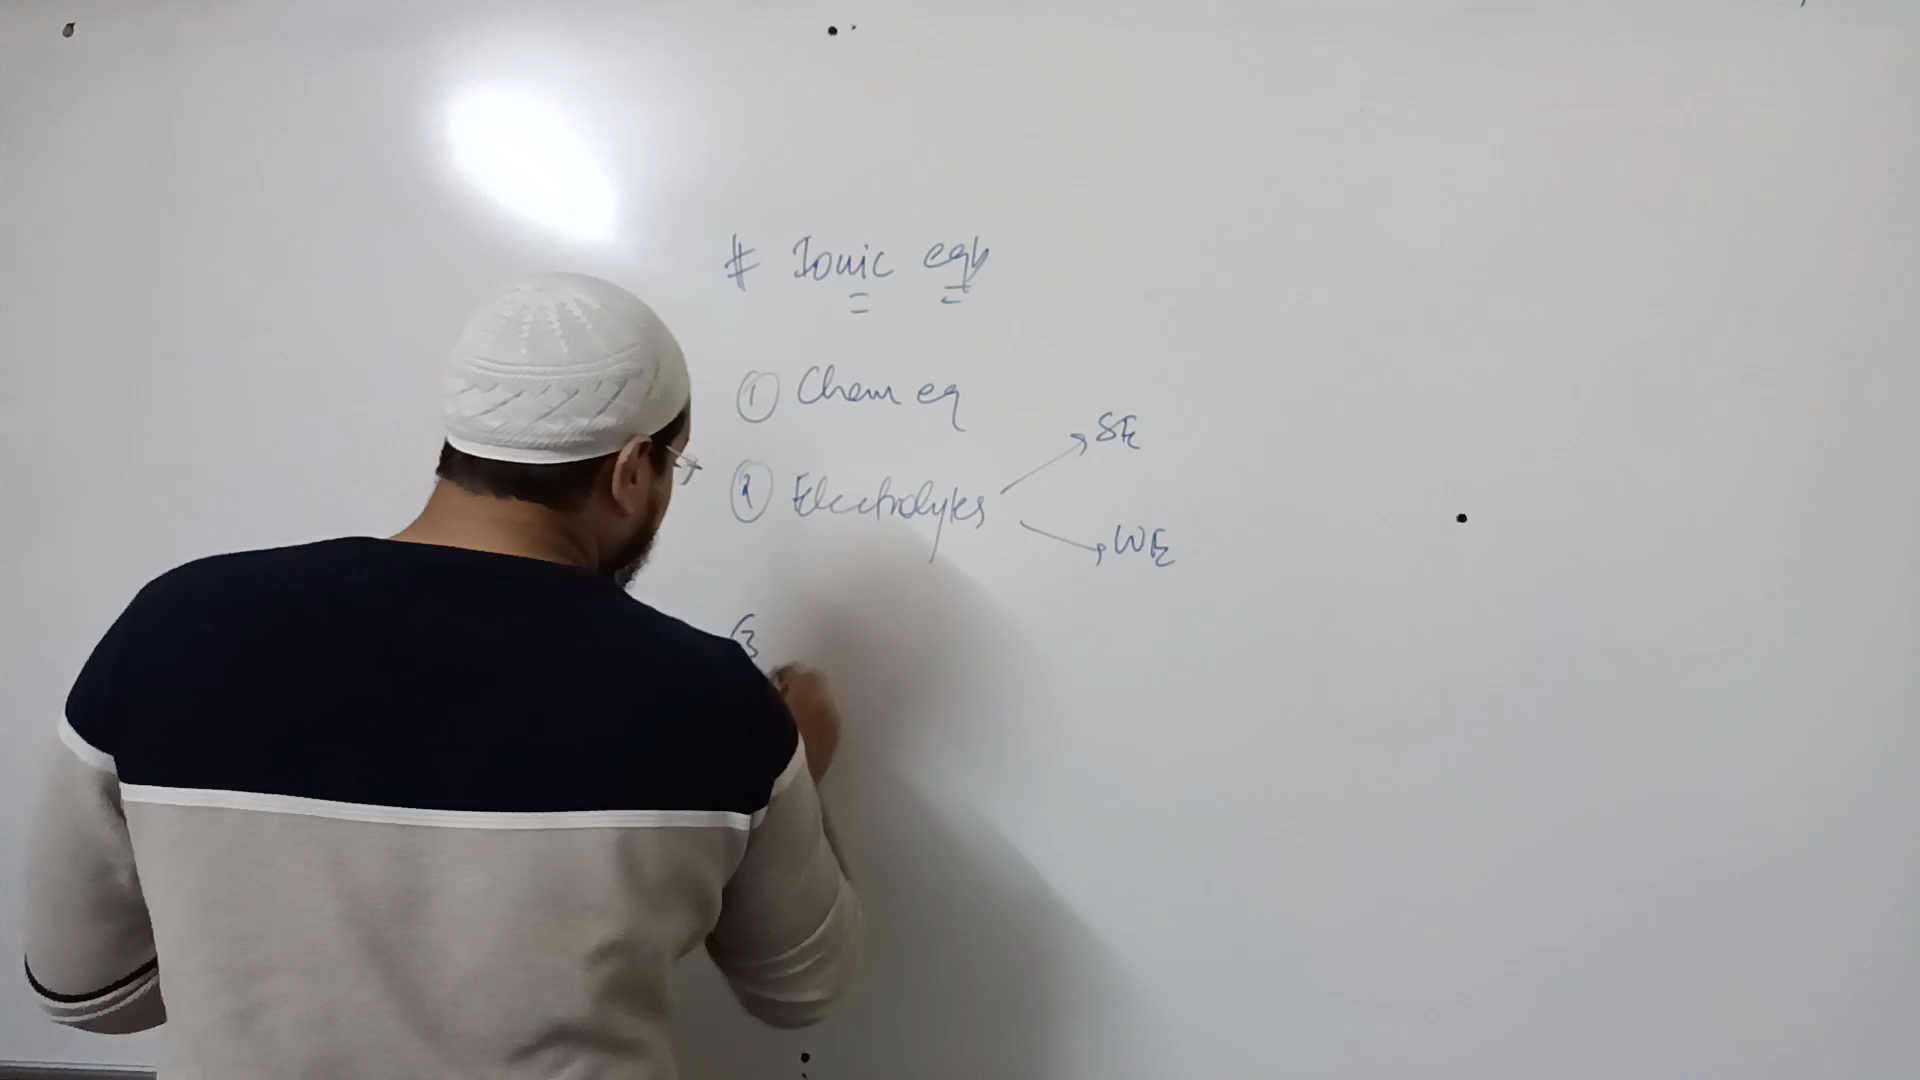 # Ionic eqb
① Chem eq
② Electrolytes
SE
WE
③